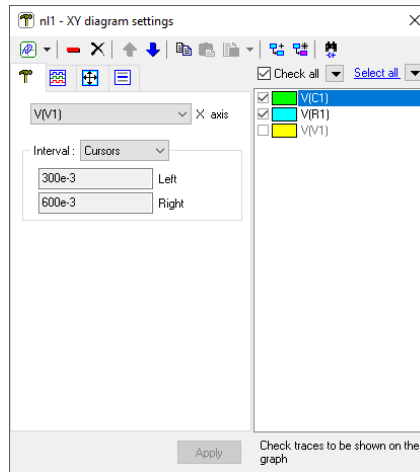 nl1 - XY diagram settings
Check all Select all
V(V1) X axis
Interval : Cursors
300e-3 Left
600e-3 Right
V(C1)
V(R1)
V(V1)
Apply
Check traces to be shown on the
graph